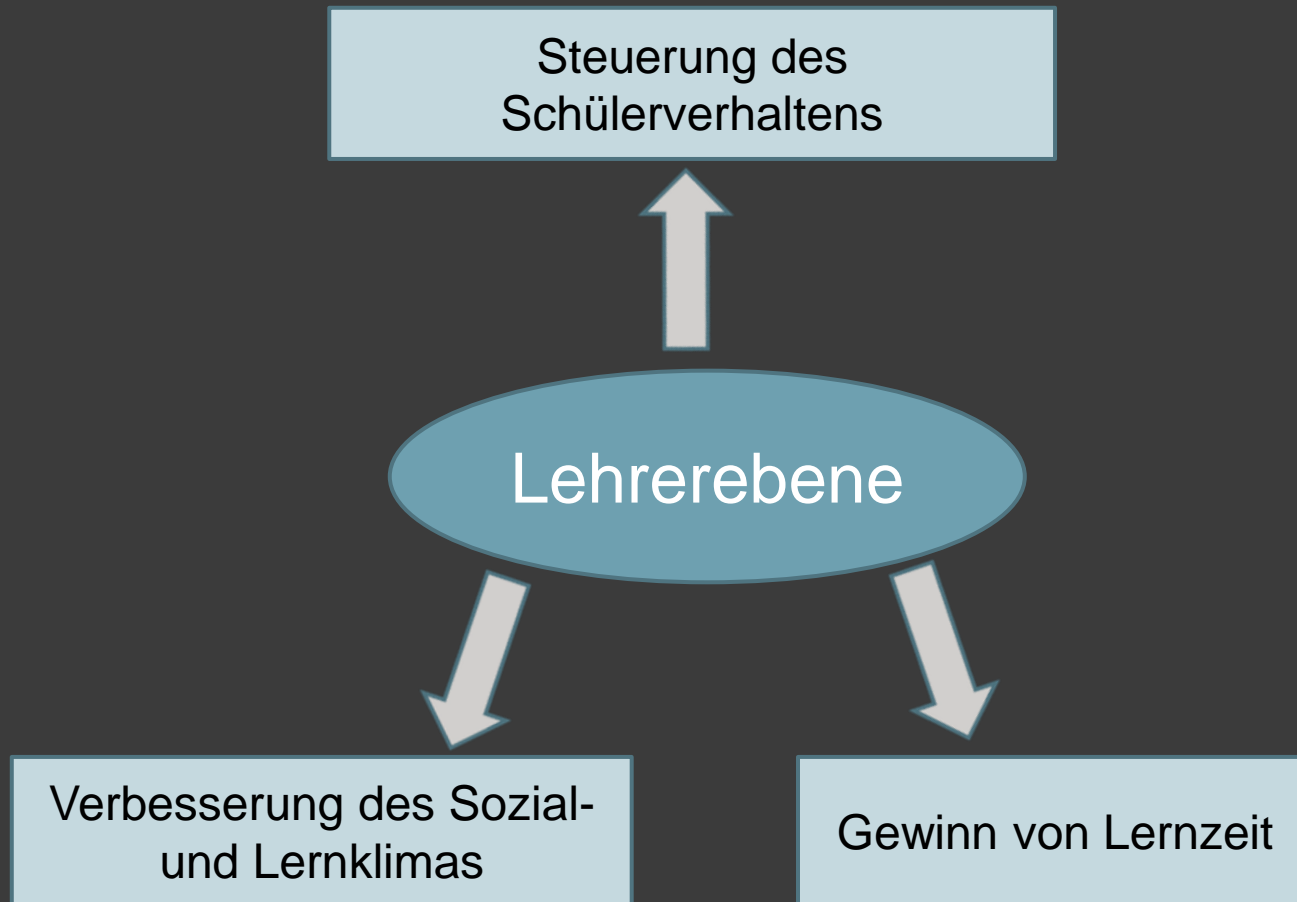 Steuerung des
Schülerverhaltens
Lehrerebene
Verbesserung des Sozial-
und Lernklimas
Gewinn von Lernzeit